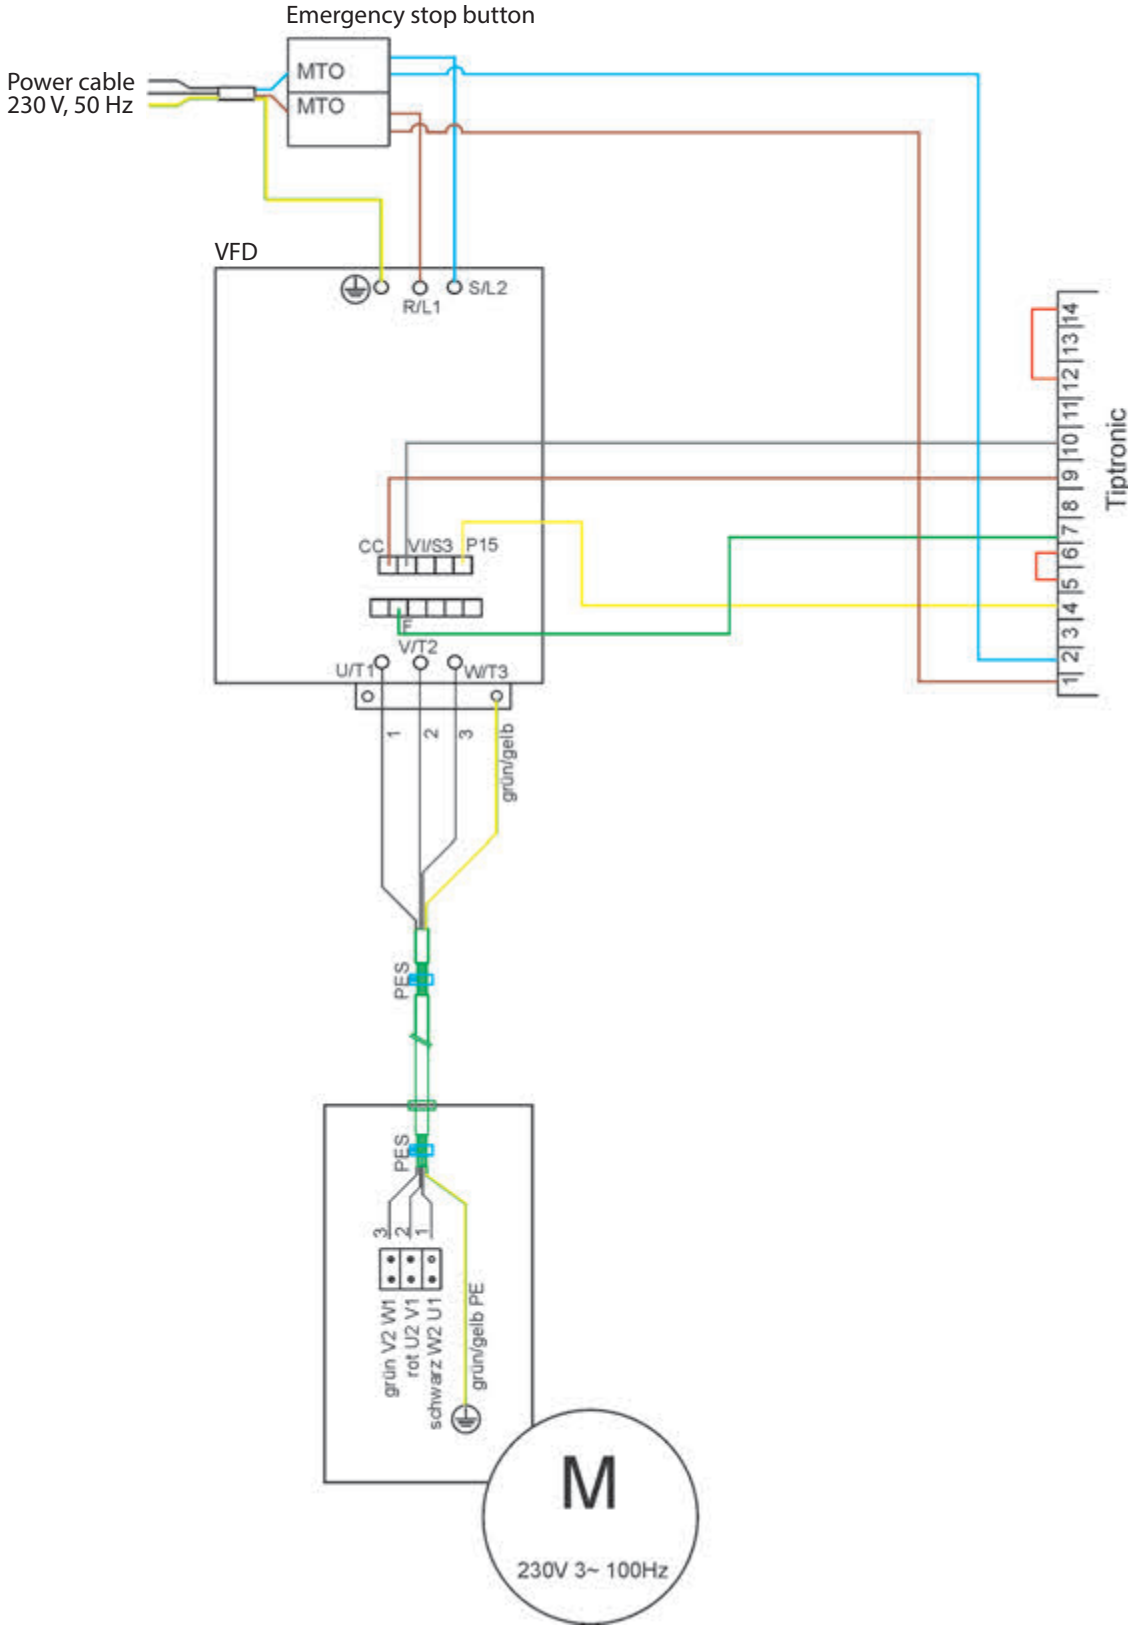 Emergency stop button
Power cable
230 V, 50 Hz
MTO
MTO
VFD
S/L2
R/L1
14
13
12
11
10
9
8
7
6
5
4
3
2
1
Tiptronic
CC
VI/S3
P15
F
V/T2
U/T1
W/T3
1
2
3
grün/gelb
PES
PES
3
2
1
grün V2 W1
rot U2 V1
schwarz W2 U1
grün/gelb PE
M
230V 3~ 100Hz